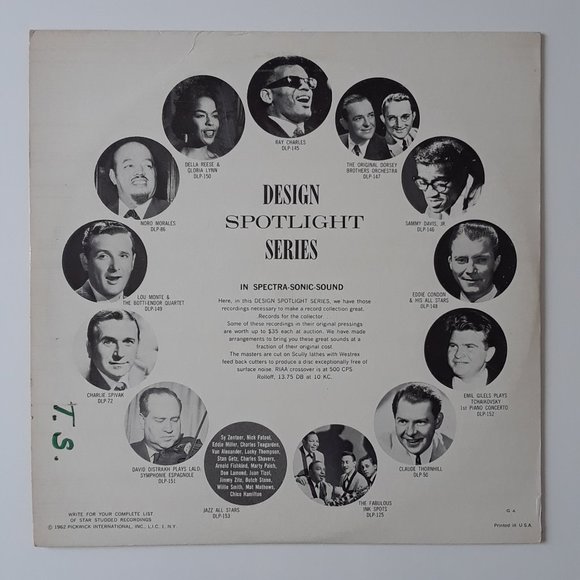 RAY CHARLES
DLP-145
THE ORIGINAL DORSEY
BROTHERS ORCHESTRA
DLP-147
SAMMY DAVIS, JR
DLP-146
EDDIE CONDON
& HIS ALL STARS
DLP-148
EMIL GILELS PLAYS
TCHAIKOVSKY
1st PIANO CONCERTO
DLP-152
CLAUDE THORNHILL
DLP-50
THE FABULOUS
INK SPOTS
DLP-125
Sy Zentner, Nick Fatool,
Eddie Miller, Charles Teagarden,
Van Alexander, Lucky Thompson,
Stan Getz, Charles Shavers,
Arnold Fishkind, Marty Paich,
Don Lamond, Juan Tizol,
Jimmy Zito, Butch Stone,
Willie Smith, Mat Mathews,
Chico Hamilton
JAZZ ALL STARS
DLP-153
DAVID OISTRAKH PLAYS LALO:
SYMPHONIE ESPAGNOLE
DLP-151
CHARLIE SPIVAK
DLP-72
LOU MONTE &
THE BOTT-ENDOR QUARTET
DLP-149
NORO MORALES
DLP-86
DELLA REESE &
GLORIA LYNN
DLP-150
DESIGN
SPOTLIGHT
SERIES
IN SPECTRA-SONIC-SOUND
Here, in this DESIGN SPOTLIGHT SERIES, we have those
recordings necessary to make a record collection great.
Records for the collector.
Some of these recordings in their original pressings
are worth up to $35 each at auction. We have made
arrangements to bring you these great sounds at a
fraction of their original cost.
The masters are cut on Scully lathes with Westrex
feed back cutters to produce a disc exceptionally free of
surface noise. RIAA crossover is at 500 CPS.
Rolloff, 13.75 DB at 10 KC.
T.S.
WRITE FOR YOUR COMPLETE LIST
OF STAR STUDDED RECORDINGS
© 1962 PICKWICK INTERNATIONAL, INC., L.I.C. 1, N.Y.
Printed in U.S.A.